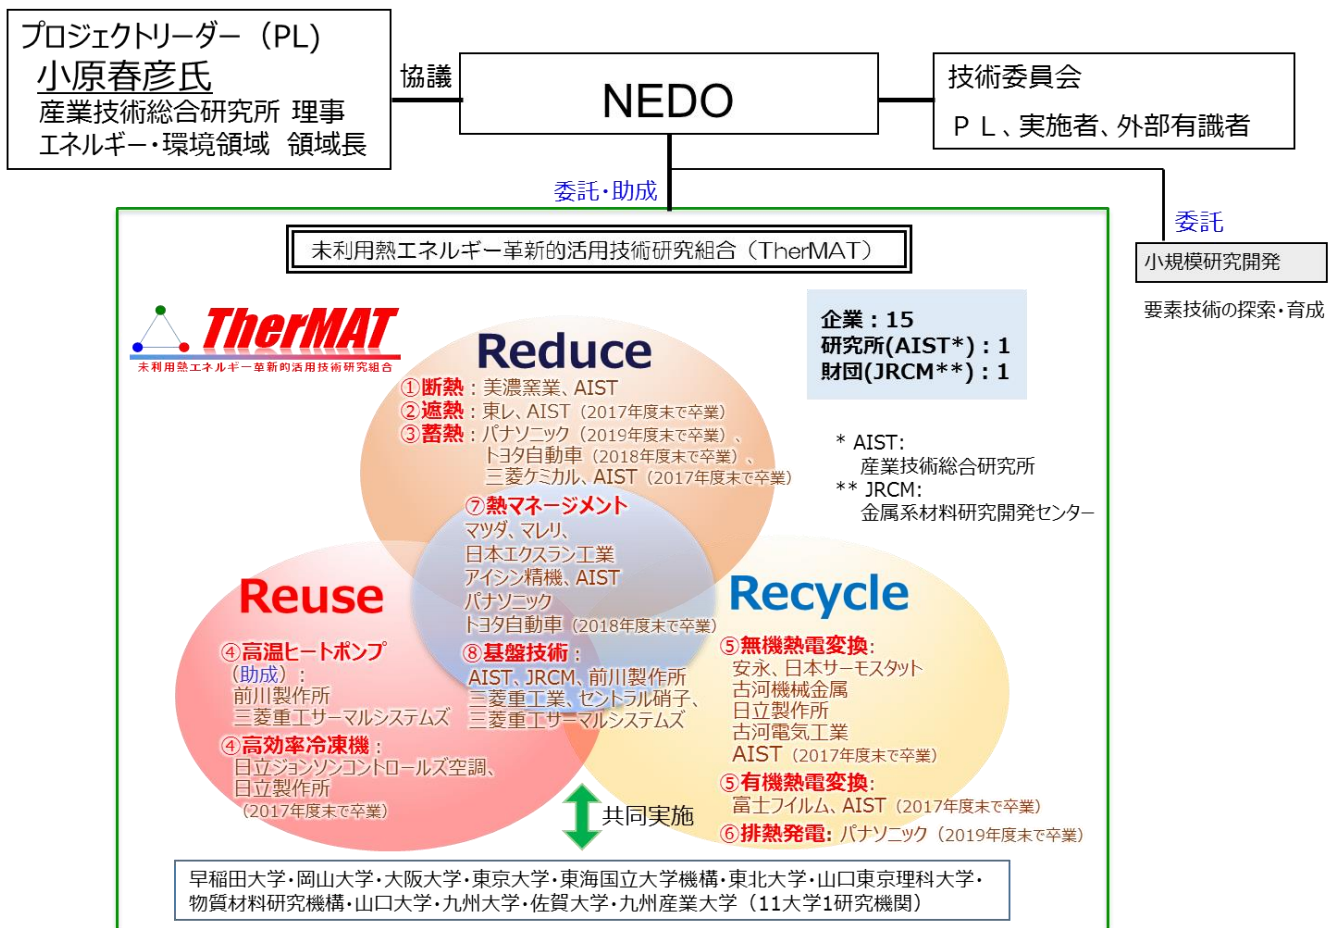 プロジェクトリーダー（PL)
小原春彦氏
産業技術総合研究所 理事
エネルギー・環境領域 領域長
協議
NEDO
技術委員会
ＰＬ、実施者、外部有識者
委託・助成
委託
小規模研究開発
要素技術の探索・育成
未利用熱エネルギー革新的活用技術研究組合（TherMAT）
TherMAT
未利用熱エネルギー革新的活用技術研究組合
企業：15
研究所(AIST*)：1
財団(JRCM**)：1
* AIST:
産業技術総合研究所
** JRCM:
金属系材料研究開発センター
Reduce
①断熱：美濃窯業、AIST
②遮熱：東レ、AIST（2017年度末で卒業）
③蓄熱：パナソニック（2019年度末で卒業）、
トヨタ自動車（2018年度末で卒業）、
三菱ケミカル、AIST（2017年度末で卒業）
⑦熱マネージメント
マツダ、マレリ、
日本エクスラン工業
アイシン精機、AIST
パナソニック
トヨタ自動車（2018年度末で卒業）
⑧基盤技術：
AIST、JRCM、前川製作所
三菱重工業、セントラル硝子、
三菱重工サーマルシステムズ
Reuse
④高温ヒートポンプ
（助成）：
前川製作所
三菱重工サーマルシステムズ
④高効率冷凍機：
日立ジョンソンコントロールズ空調、
日立製作所
（2017年度末で卒業）
Recycle
⑤無機熱電変換:
安永、日本サーモスタット
古河機械金属
日立製作所
古河電気工業
AIST（2017年度末で卒業）
⑤有機熱電変換:
富士フイルム、AIST（2017年度末で卒業）
⑥排熱発電: パナソニック（2019年度末で卒業）
共同実施
早稲田大学・岡山大学・大阪大学・東京大学・東海国立大学機構・東北大学・山口東京理科大学・
物質材料研究機構・山口大学・九州大学・佐賀大学・九州産業大学（11大学1研究機関）